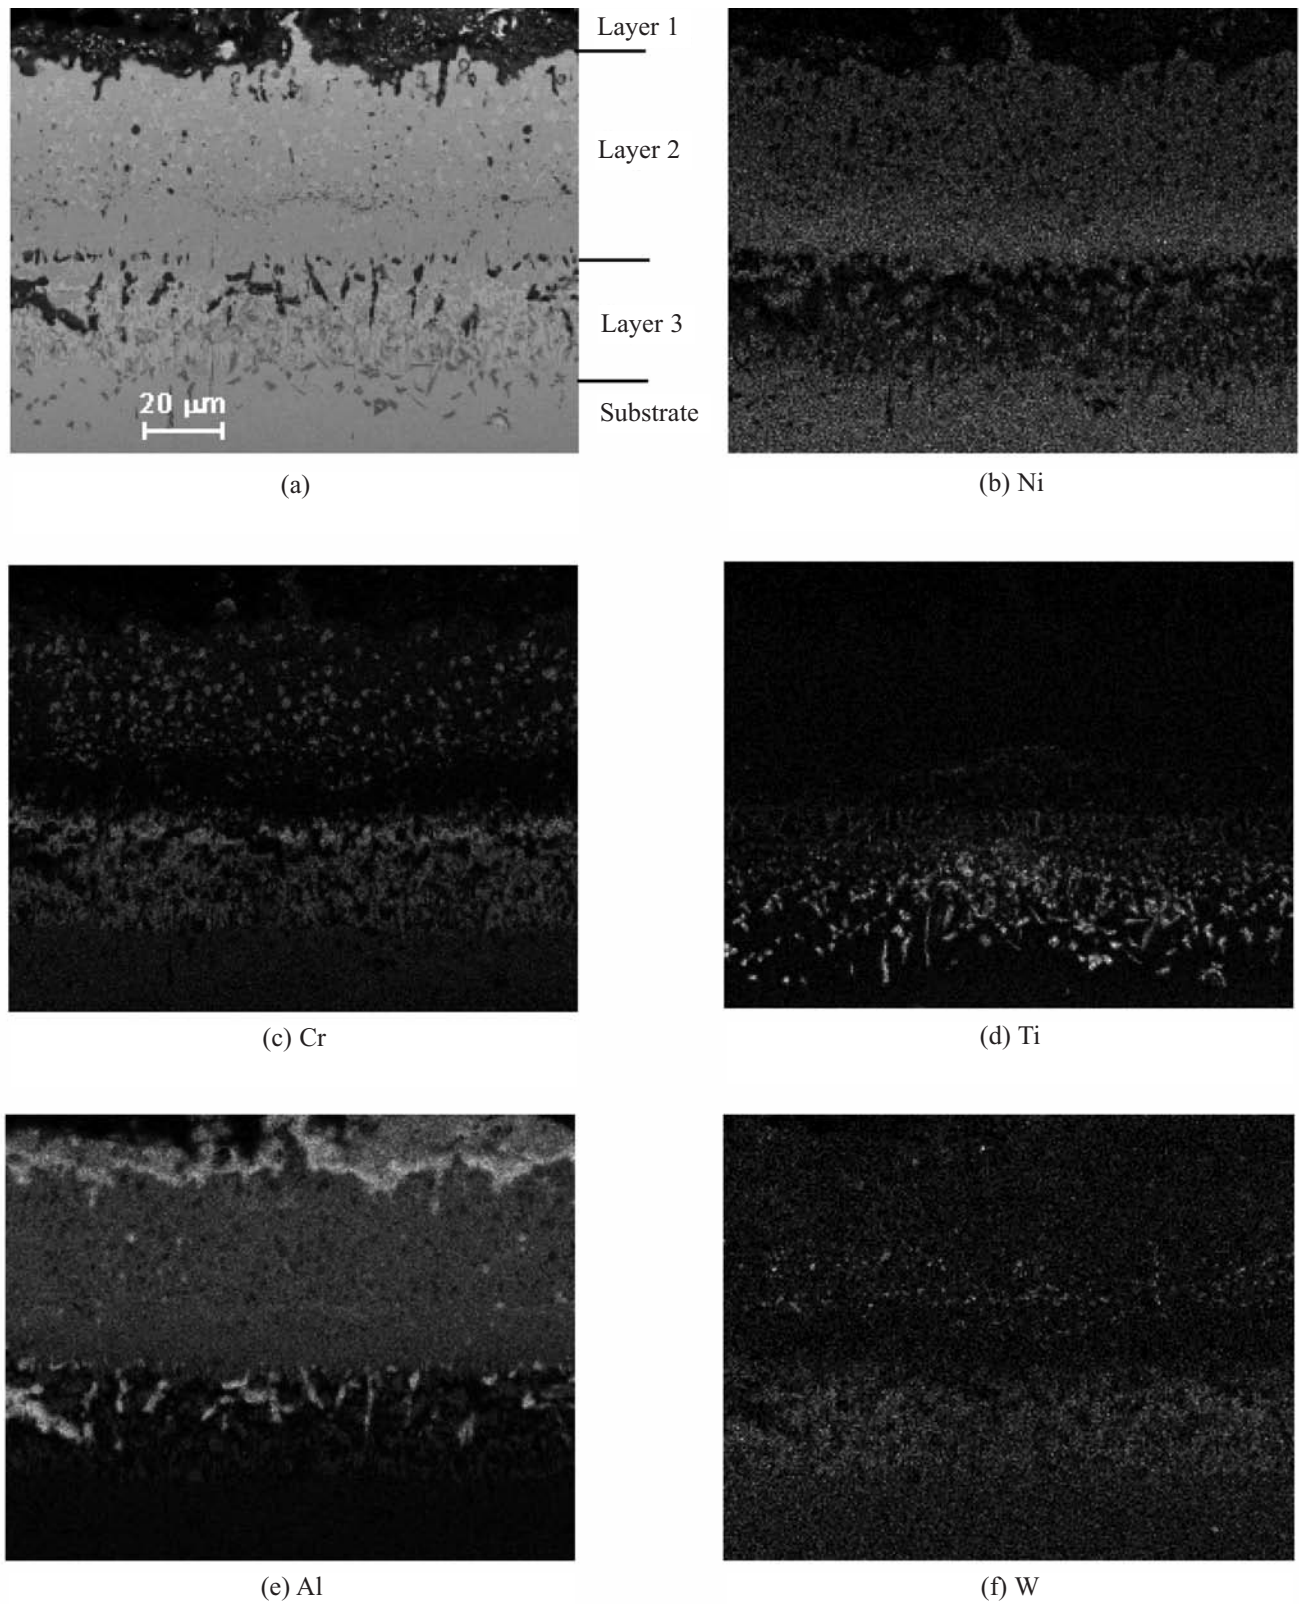 Layer 1
Layer 2
Layer 3
Substrate
20 μm
(a)
(b) Ni
(c) Cr
(d) Ti
(e) Al
(f) W